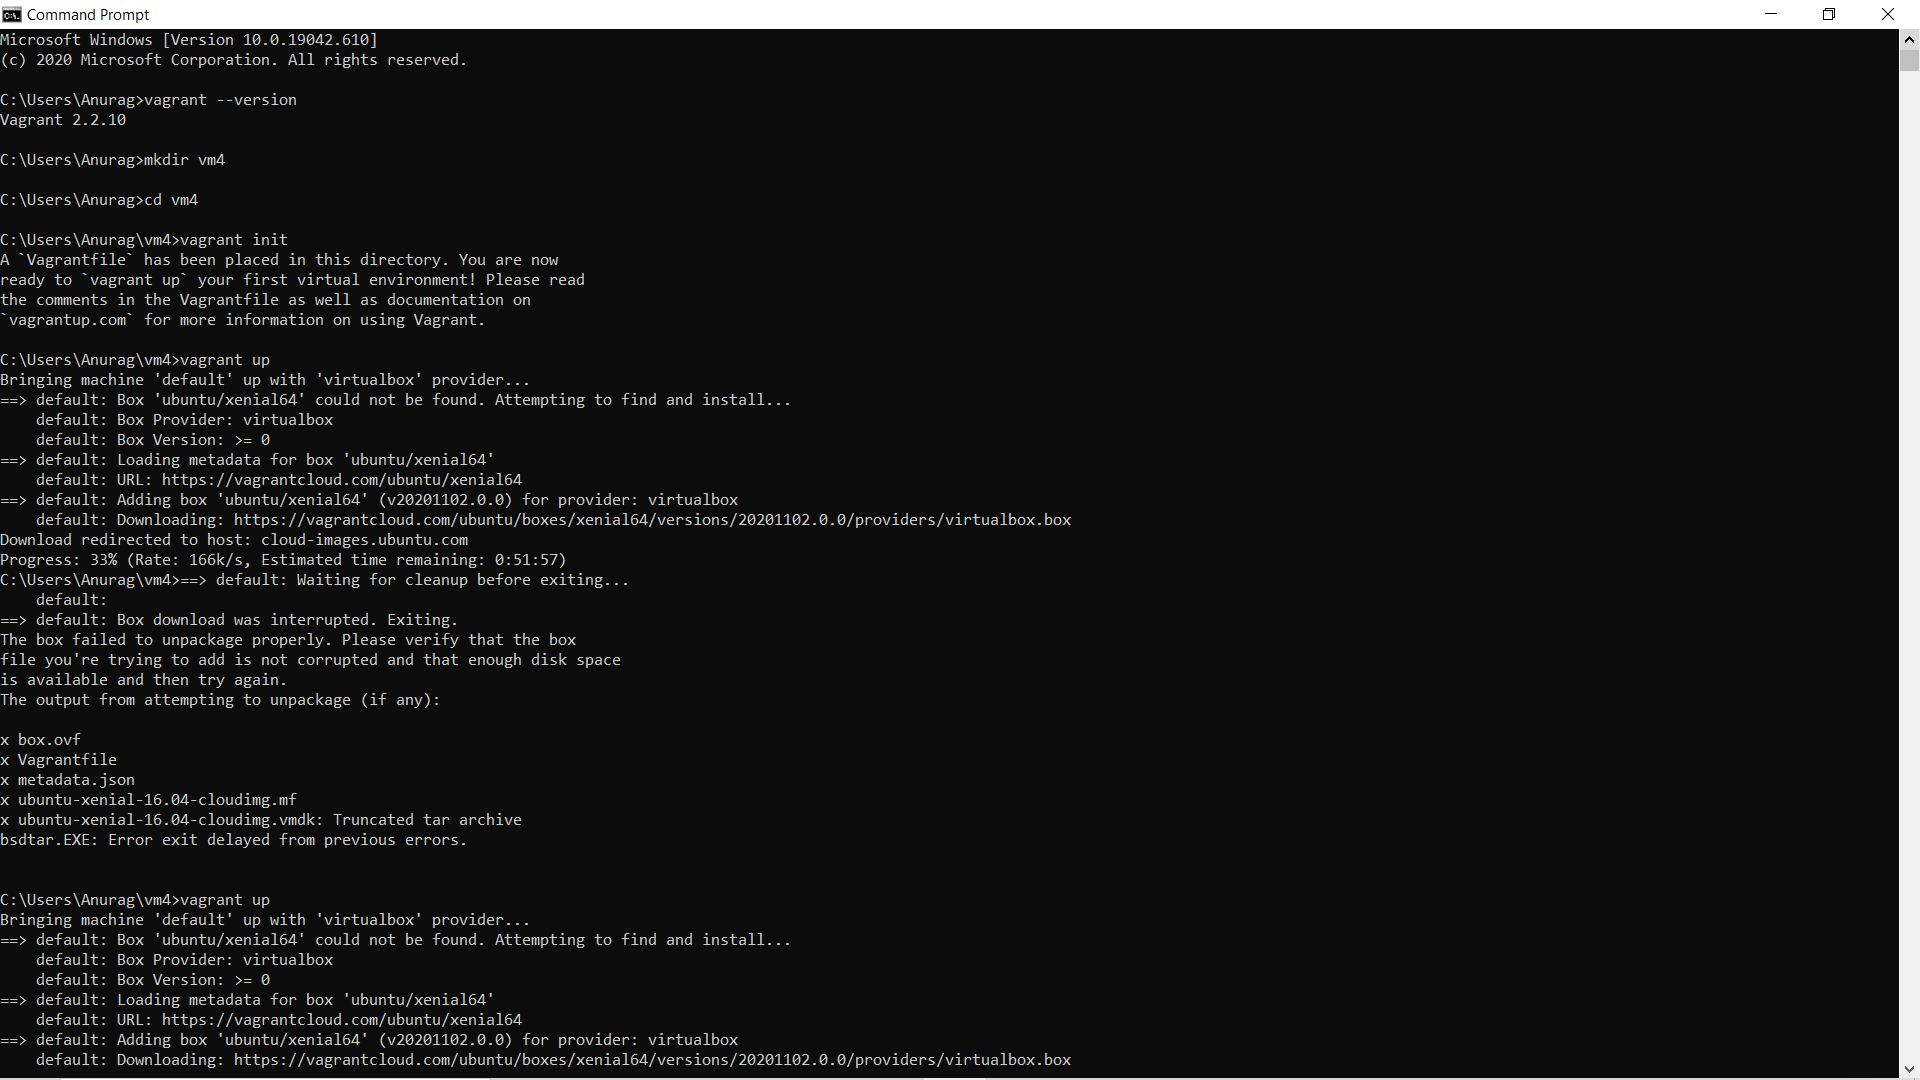 Command Prompt
Microsoft Windows [Version 10.0.19042.610]
(c) 2020 Microsoft Corporation. All rights reserved.
C:\Users\Anurag>vagrant --version
Vagrant 2.2.10
C:\Users\Anurag>mkdir vm4
C:\Users\Anurag>cd vm4
C:\Users\Anurag\vm4>vagrant init
A `Vagrantfile` has been placed in this directory. You are now
ready to `vagrant up` your first virtual environment! Please read
the comments in the Vagrantfile as well as documentation on
`vagrantup.com` for more information on using Vagrant.
C:\Users\Anurag\vm4>vagrant up
Bringing machine 'default' up with 'virtualbox' provider...
==> default: Box 'ubuntu/xenial64' could not be found. Attempting to find and install...
    default: Box Provider: virtualbox
    default: Box Version: >= 0
==> default: Loading metadata for box 'ubuntu/xenial64'
    default: URL: https://vagrantcloud.com/ubuntu/xenial64
==> default: Adding box 'ubuntu/xenial64' (v20201102.0.0) for provider: virtualbox
    default: Downloading: https://vagrantcloud.com/ubuntu/boxes/xenial64/versions/20201102.0.0/providers/virtualbox.box
Download redirected to host: cloud-images.ubuntu.com
Progress: 33% (Rate: 166k/s, Estimated time remaining: 0:51:57)
C:\Users\Anurag\vm4>==> default: Waiting for cleanup before exiting...
    default:
==> default: Box download was interrupted. Exiting.
The box failed to unpackage properly. Please verify that the box
file you're trying to add is not corrupted and that enough disk space
is available and then try again.
The output from attempting to unpackage (if any):
x box.ovf
x Vagrantfile
x metadata.json
x ubuntu-xenial-16.04-cloudimg.mf
x ubuntu-xenial-16.04-cloudimg.vmdk: Truncated tar archive
bsdtar.EXE: Error exit delayed from previous errors.
C:\Users\Anurag\vm4>vagrant up
Bringing machine 'default' up with 'virtualbox' provider...
==> default: Box 'ubuntu/xenial64' could not be found. Attempting to find and install...
    default: Box Provider: virtualbox
    default: Box Version: >= 0
==> default: Loading metadata for box 'ubuntu/xenial64'
    default: URL: https://vagrantcloud.com/ubuntu/xenial64
==> default: Adding box 'ubuntu/xenial64' (v20201102.0.0) for provider: virtualbox
    default: Downloading: https://vagrantcloud.com/ubuntu/boxes/xenial64/versions/20201102.0.0/providers/virtualbox.box